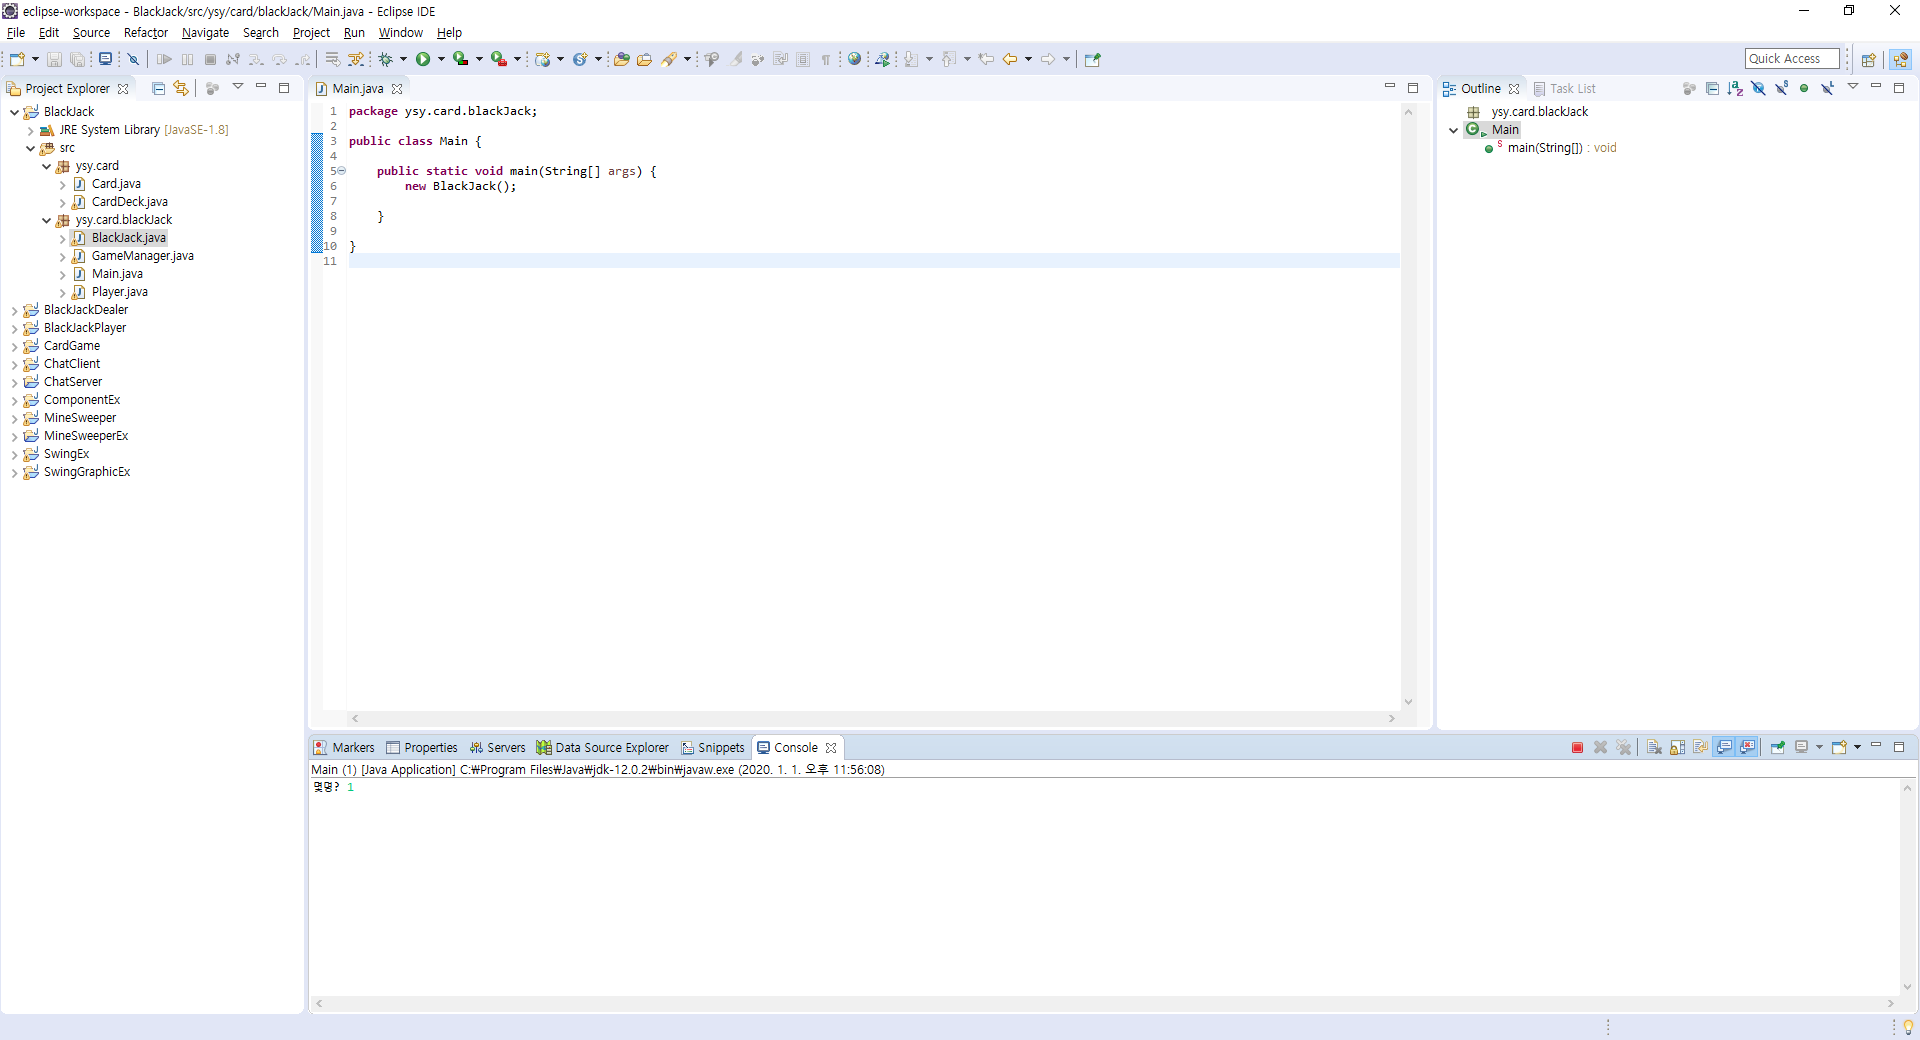 eclipse-workspace - BlackJack/src/ysy/card/blackJack/Main.java - Eclipse IDE
File Edit Source Refactor Navigate Search Project Run Window Help
Quick Access
Project Explorer
BlackJack
JRE System Library [JavaSE-1.8]
src
ysy.card
Card.java
CardDeck.java
ysy.card.blackJack
BlackJack.java
GameManager.java
Main.java
Player.java
BlackJackDealer
BlackJackPlayer
CardGame
ChatClient
ChatServer
ComponentEx
MineSweeper
MineSweeperEx
SwingEx
SwingGraphicEx
Main.java
1 package ysy.card.blackJack;
2
3 public class Main {
4
5 public static void main(String[] args) {
6 new BlackJack();
7
8 }
9
10 }
11
Outline Task List
ysy.card.blackJack
Main
main(String[]) : void
Markers Properties Servers Data Source Explorer Snippets Console
Main (1) [Java Application] C:₩Program Files₩Java₩jdk-12.0.2₩bin₩javaw.exe (2020. 1. 1. 오후 11:56:08)
몇명? 1